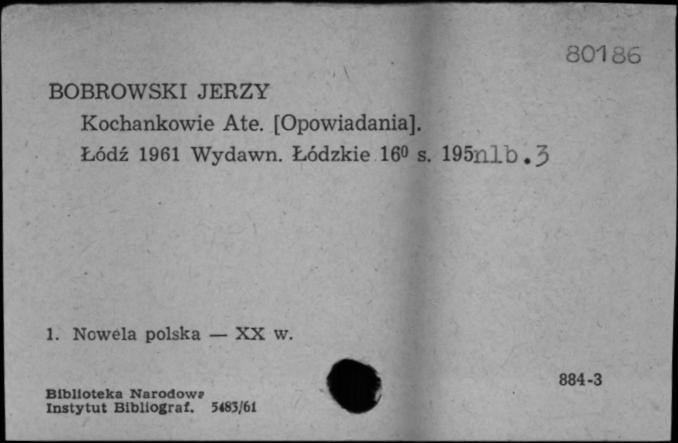 80186
BOBROWSKI JERZY
Kochankowie Ate. [Opowiadania].
Łódź 1961 Wydawn. Łódzkie 16⁰ s. 195nlb.3
1. Nowela polska — XX w.
884-3
Biblioteka Narodowa
Instytut Bibliograf. 5483/61